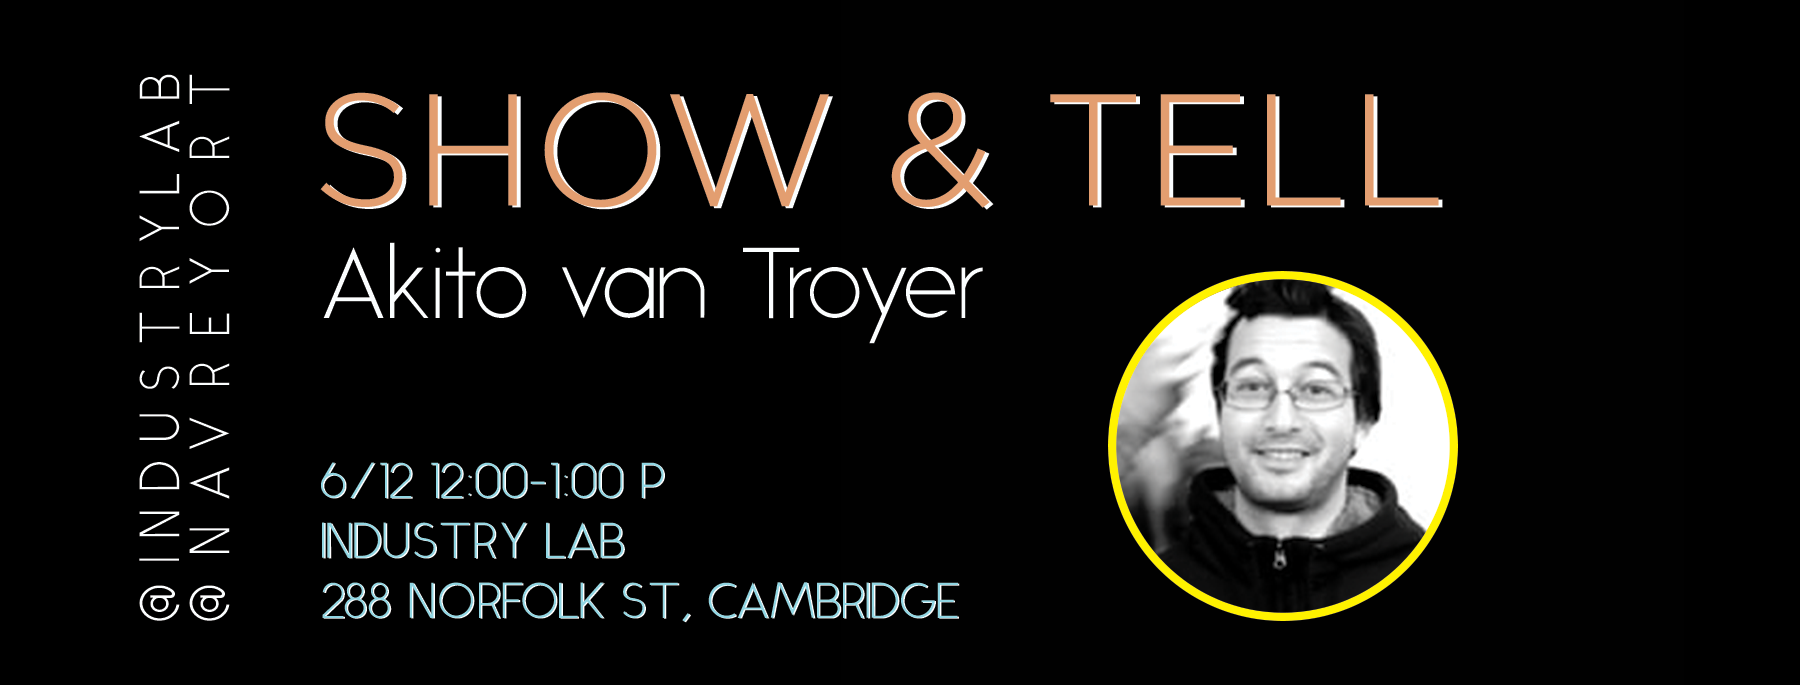 @INDUSTRYLAB
@NAVREYORT
SHOW & TELL
Akito van Troyer
6/12 12:00-1:00 P
INDUSTRY LAB
288 NORFOLK ST, CAMBRIDGE